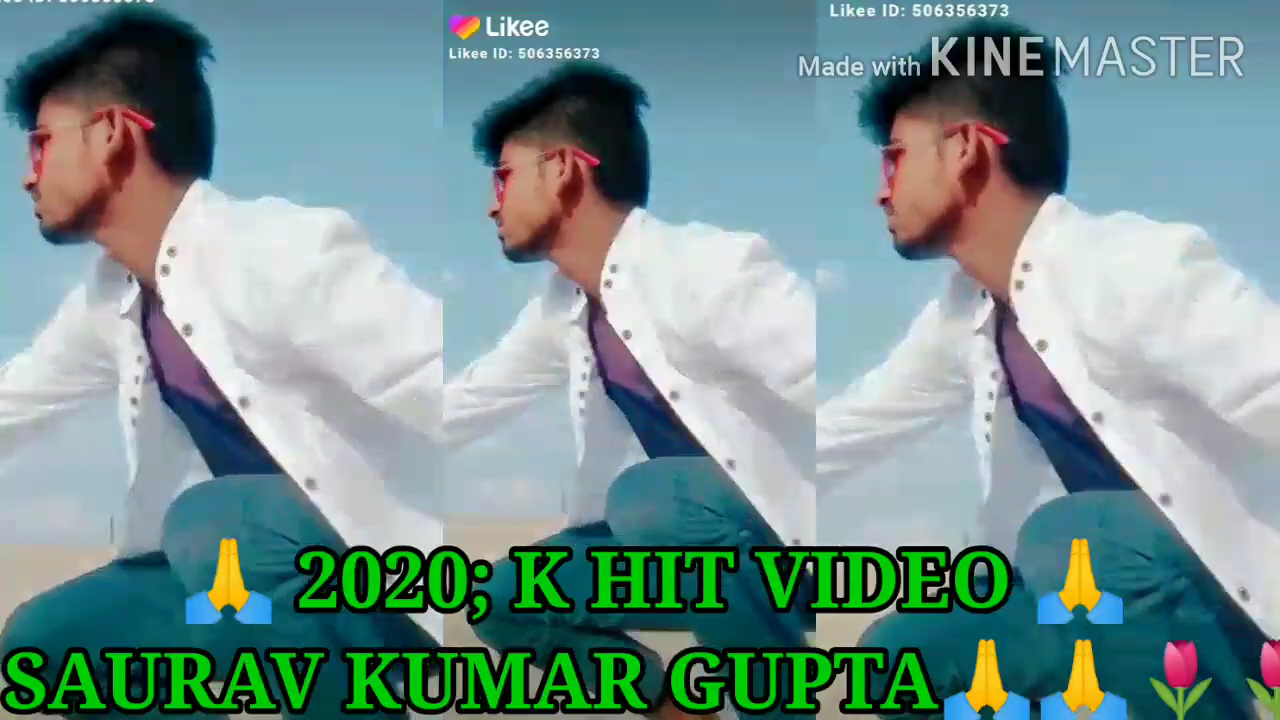 Likee ID: 506356373
Likee
Likee ID: 506356373
Made with KINEMASTER
🙏 2020; K HIT VIDEO 🙏
SAURAV KUMAR GUPTA🙏🙏🌷🌷